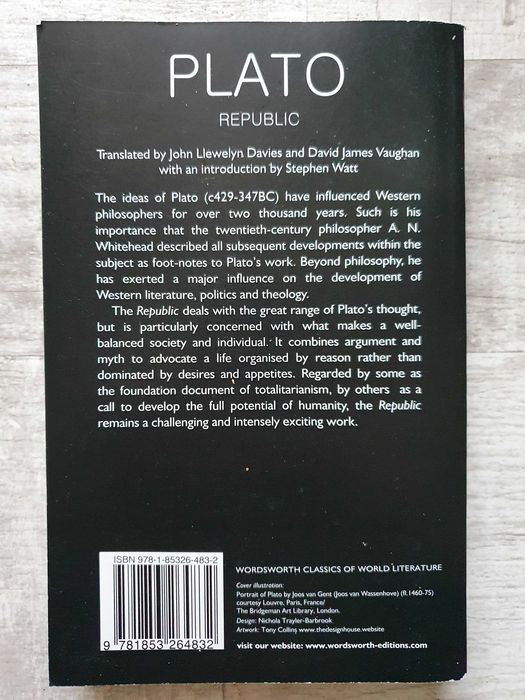 PLATO
REPUBLIC
Translated by John Llewelyn Davies and David James Vaughan
with an introduction by Stephen Watt
The ideas of Plato (c429-347BC) have influenced Western
philosophers for over two thousand years. Such is his
importance that the twentieth-century philosopher A. N.
Whitehead described all subsequent developments within the
subject as foot-notes to Plato's work. Beyond philosophy, he
has exerted a major influence on the development of
Western literature, politics and theology.
The Republic deals with the great range of Plato's thought,
but is particularly concerned with what makes a well-
balanced society and individual. It combines argument and
myth to advocate a life organised by reason rather than
dominated by desires and appetites. Regarded by some as
the foundation document of totalitarianism, by others as a
call to develop the full potential of humanity, the Republic
remains a challenging and intensely exciting work.
ISBN 978-1-85326-483-2
9 781853 264832
WORDSWORTH CLASSICS OF WORLD LITERATURE
Cover illustration:
Portrait of Plato by Joos van Gent (Joos van Wassenhove) (fl.1460-75)
courtesy Louvre, Paris, France/
The Bridgeman Art Library, London.
Design: Nichola Trayler-Barbrook
Artwork: Tony Collins www.thedesignhouse.website
visit our website: www.wordsworth-editions.com